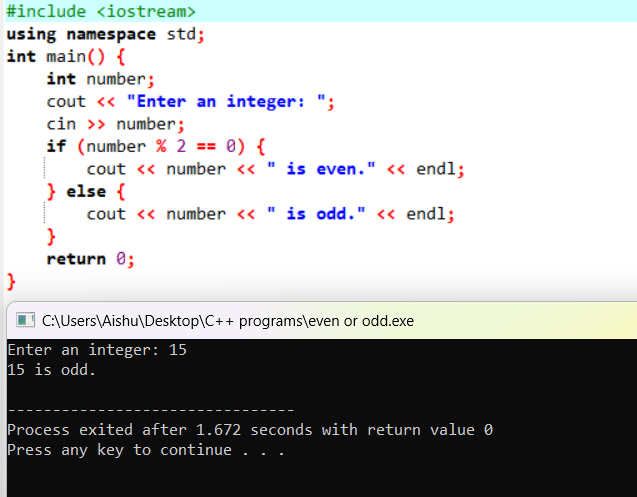 #include <iostream>
using namespace std;
int main() {
    int number;
    cout << "Enter an integer: ";
    cin >> number;
    if (number % 2 == 0) {
        cout << number << " is even." << endl;
    } else {
        cout << number << " is odd." << endl;
    }
    return 0;
}
C:\Users\Aishu\Desktop\C++ programs\even or odd.exe
Enter an integer: 15
15 is odd.

--------------------------------
Process exited after 1.672 seconds with return value 0
Press any key to continue . . .